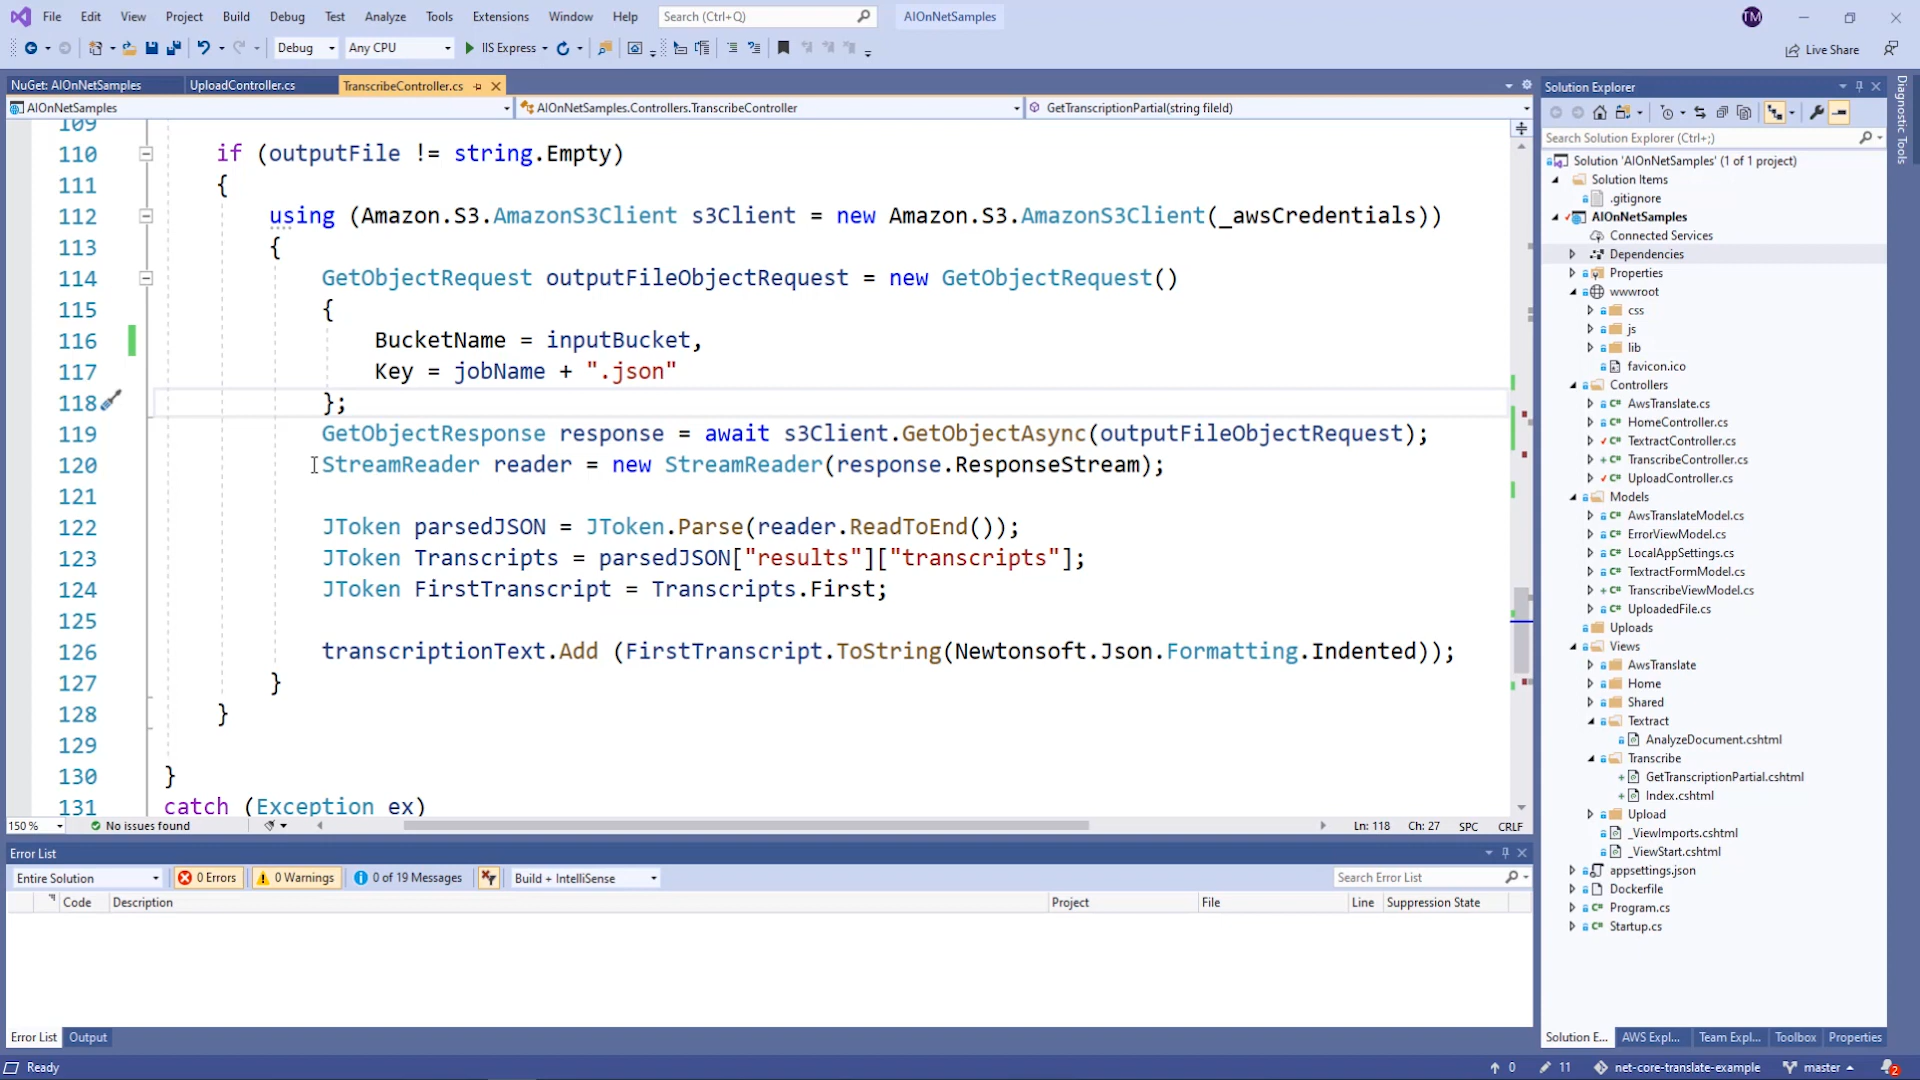 File Edit View Project Build Debug Test Analyze Tools Extensions Window Help Search (Ctrl+Q) AIOnNetSamples TM
Debug Any CPU IIS Express Live Share
NuGet: AIOnNetSamples UploadController.cs TranscribeController.cs
AIOnNetSamples AIOnNetSamples.Controllers.TranscribeController GetTranscriptionPartial(string fileId)
109
110 if (outputFile != string.Empty)
111 {
112 using (Amazon.S3.AmazonS3Client s3Client = new Amazon.S3.AmazonS3Client(_awsCredentials))
113 {
114 GetObjectRequest outputFileObjectRequest = new GetObjectRequest()
115 {
116 BucketName = inputBucket,
117 Key = jobName + ".json"
118 };
119 GetObjectResponse response = await s3Client.GetObjectAsync(outputFileObjectRequest);
120 StreamReader reader = new StreamReader(response.ResponseStream);
121
122 JToken parsedJSON = JToken.Parse(reader.ReadToEnd());
123 JToken Transcripts = parsedJSON["results"]["transcripts"];
124 JToken FirstTranscript = Transcripts.First;
125
126 transcriptionText.Add (FirstTranscript.ToString(Newtonsoft.Json.Formatting.Indented));
127 }
128 }
129
130 }
131 catch (Exception ex)
150 % No issues found Ln: 118 Ch: 27 SPC CRLF
Error List
Entire Solution 0 Errors 0 Warnings 0 of 19 Messages Build + IntelliSense Search Error List
Code Description Project File Line Suppression State
Error List Output
Solution Explorer
Search Solution Explorer (Ctrl+;)
Solution 'AIOnNetSamples' (1 of 1 project)
Solution Items
.gitignore
AIOnNetSamples
Connected Services
Dependencies
Properties
wwwroot
css
js
lib
favicon.ico
Controllers
C# AwsTranslate.cs
C# HomeController.cs
C# TextractController.cs
C# TranscribeController.cs
C# UploadController.cs
Models
C# AwsTranslateModel.cs
C# ErrorViewModel.cs
C# LocalAppSettings.cs
C# TextractFormModel.cs
C# TranscribeViewModel.cs
C# UploadedFile.cs
Uploads
Views
AwsTranslate
Home
Shared
Textract
AnalyzeDocument.cshtml
Transcribe
GetTranscriptionPartial.cshtml
Index.cshtml
Upload
_ViewImports.cshtml
_ViewStart.cshtml
appsettings.json
Dockerfile
C# Program.cs
C# Startup.cs
Solution E... AWS Expl... Team Expl... Toolbox Properties
Diagnostic Tools
Ready 0 11 net-core-translate-example master 2